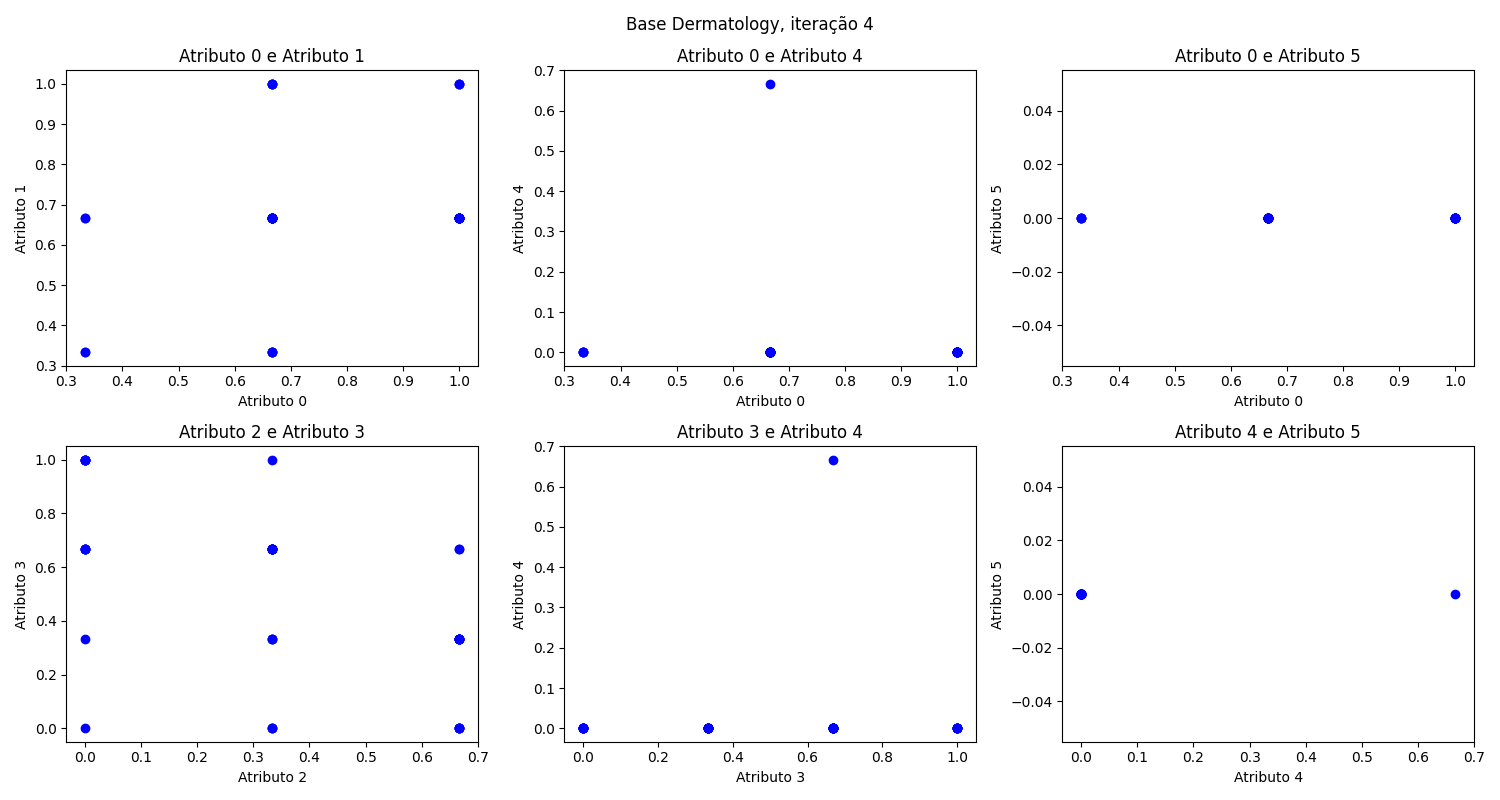 Base Dermatology, iteração 4
Atributo 0 e Atributo 1
1.0
0.9
0.8
0.7
0.6
0.5
0.4
0.3
Atributo 1
0.3 0.4 0.5 0.6 0.7 0.8 0.9 1.0
Atributo 0
Atributo 0 e Atributo 4
0.7
0.6
0.5
0.4
0.3
0.2
0.1
0.0
Atributo 4
0.3 0.4 0.5 0.6 0.7 0.8 0.9 1.0
Atributo 0
Atributo 0 e Atributo 5
0.04
0.02
0.00
−0.02
−0.04
Atributo 5
0.3 0.4 0.5 0.6 0.7 0.8 0.9 1.0
Atributo 0
Atributo 2 e Atributo 3
1.0
0.8
0.6
0.4
0.2
0.0
Atributo 3
0.0 0.1 0.2 0.3 0.4 0.5 0.6 0.7
Atributo 2
Atributo 3 e Atributo 4
0.7
0.6
0.5
0.4
0.3
0.2
0.1
0.0
Atributo 4
0.0 0.2 0.4 0.6 0.8 1.0
Atributo 3
Atributo 4 e Atributo 5
0.04
0.02
0.00
−0.02
−0.04
Atributo 5
0.0 0.1 0.2 0.3 0.4 0.5 0.6 0.7
Atributo 4